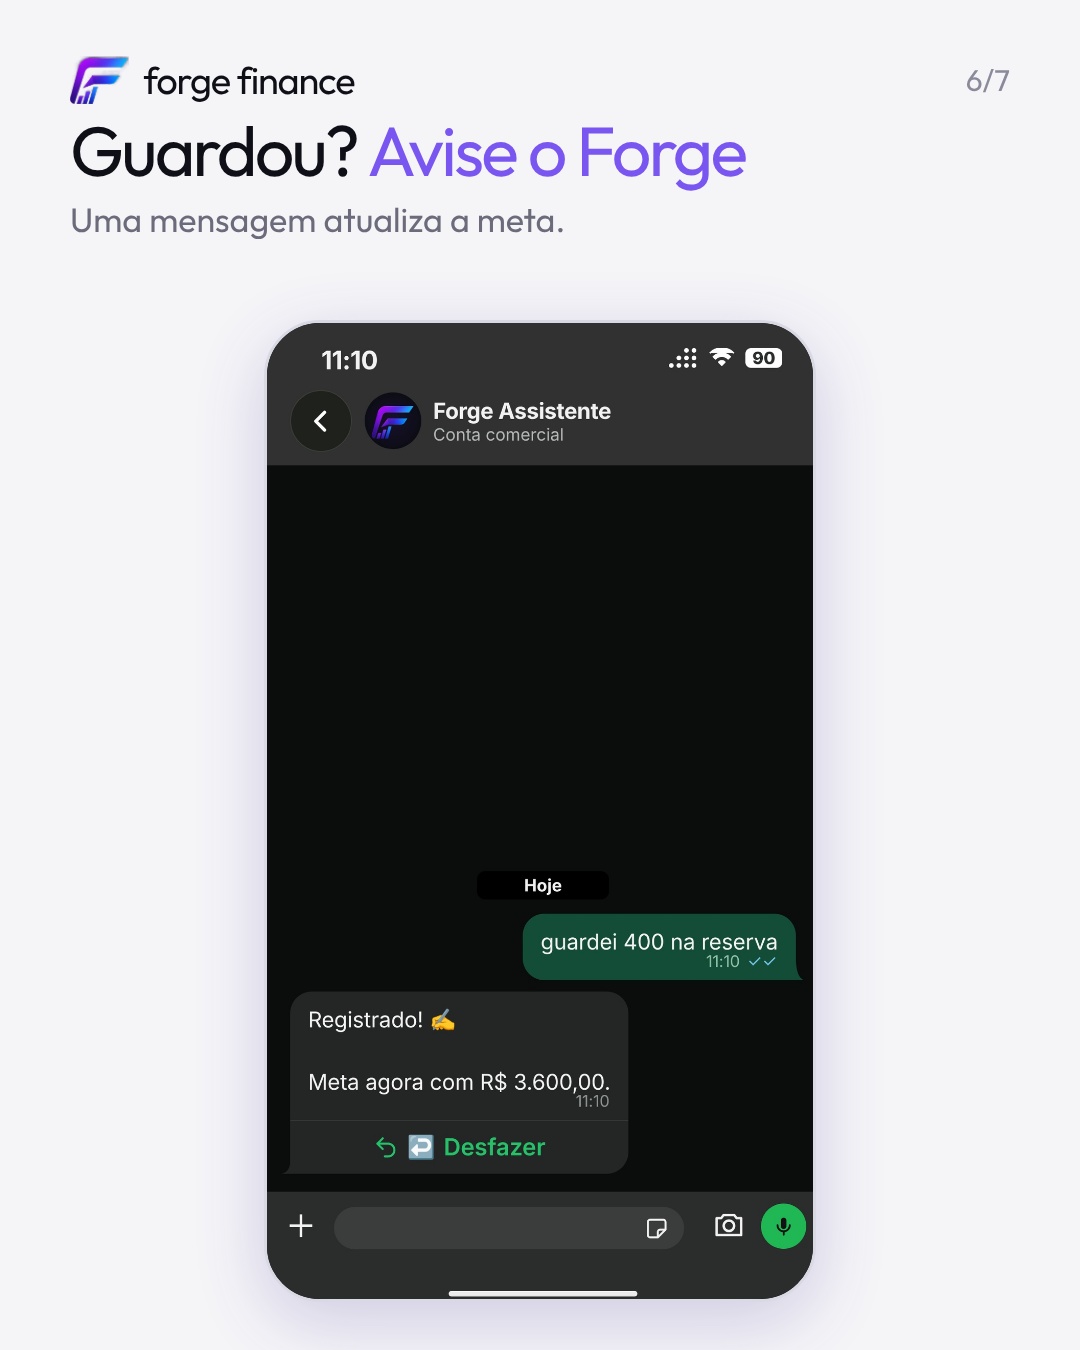 forge finance
6/7
Guardou? Avise o Forge
Uma mensagem atualiza a meta.
11:10
90
Forge Assistente
Conta comercial
Hoje
guardei 400 na reserva
11:10
Registrado! ✍️
Meta agora com R$ 3.600,00.
11:10
↩️ Desfazer